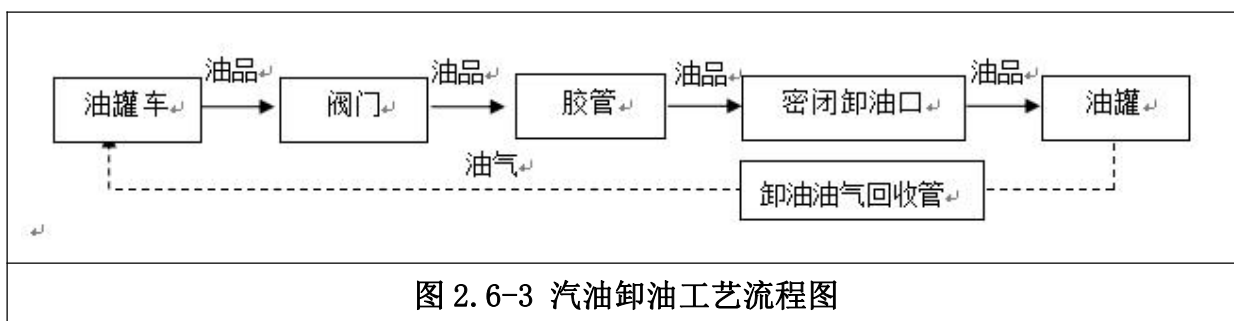 油品 油品 油品 油品
油罐车 阀门 胶管 密闭卸油口 油罐
油气
卸油油气回收管
图 2.6-3 汽油卸油工艺流程图